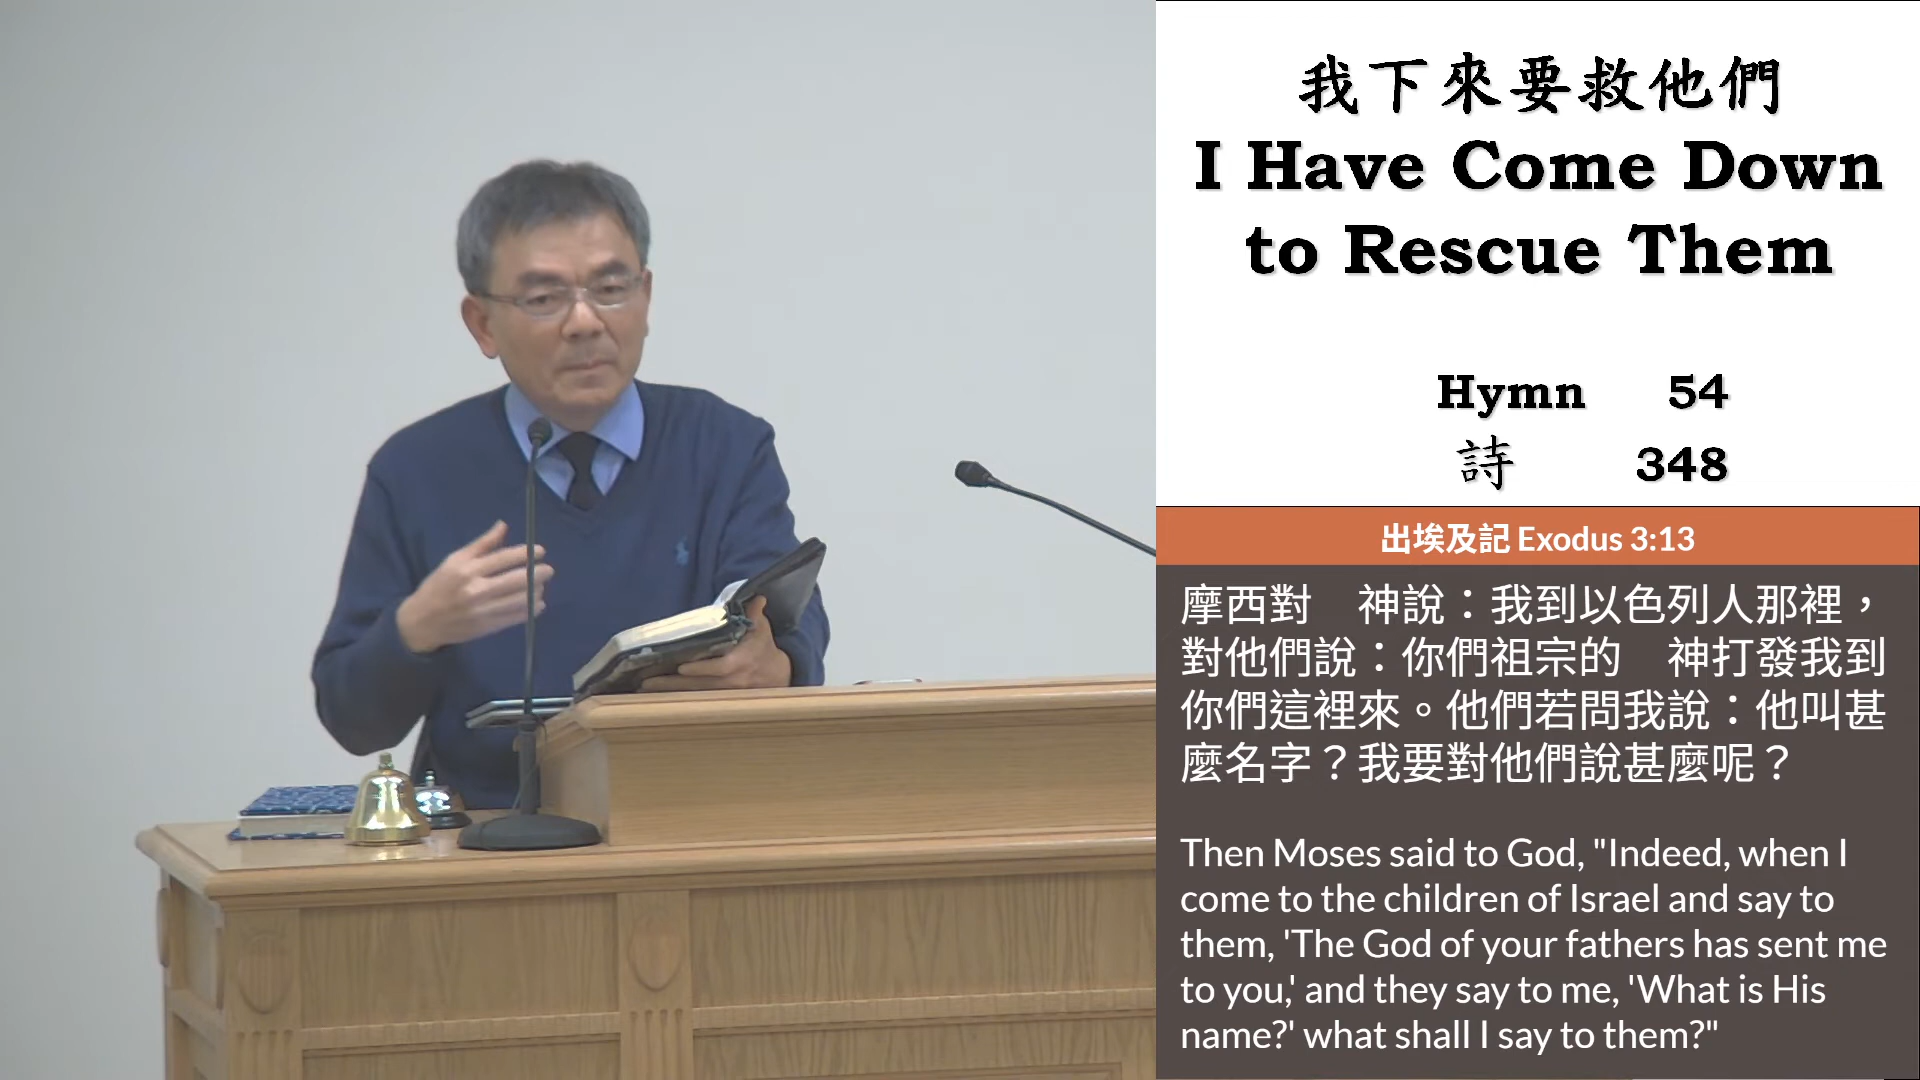 我下來要救他們
I Have Come Down
to Rescue Them
Hymn 54
詩 348
出埃及記 Exodus 3:13
摩西對　神說：我到以色列人那裡，
對他們說：你們祖宗的　神打發我到
你們這裡來。他們若問我說：他叫甚
麼名字？我要對他們說甚麼呢？
Then Moses said to God, "Indeed, when I
come to the children of Israel and say to
them, 'The God of your fathers has sent me
to you,' and they say to me, 'What is His
name?' what shall I say to them?"